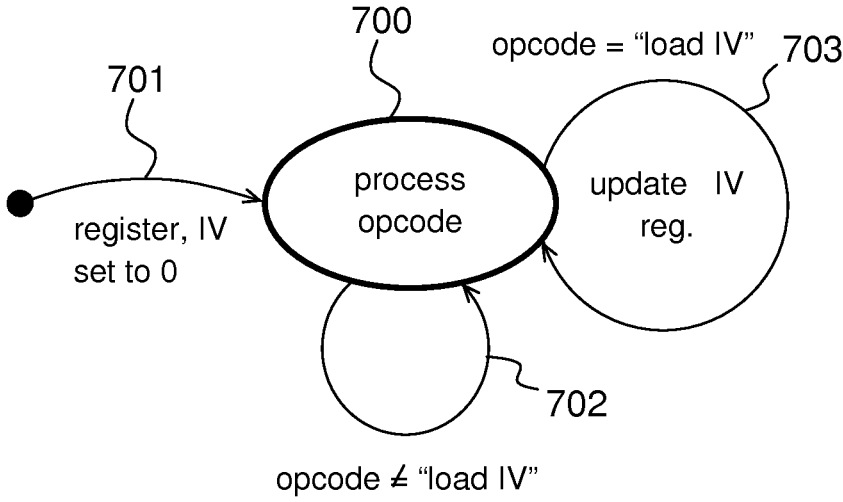 700
opcode = “load IV”
703
701
process
opcode
update IV
reg.
register, IV
set to 0
702
opcode ≠ “load IV”